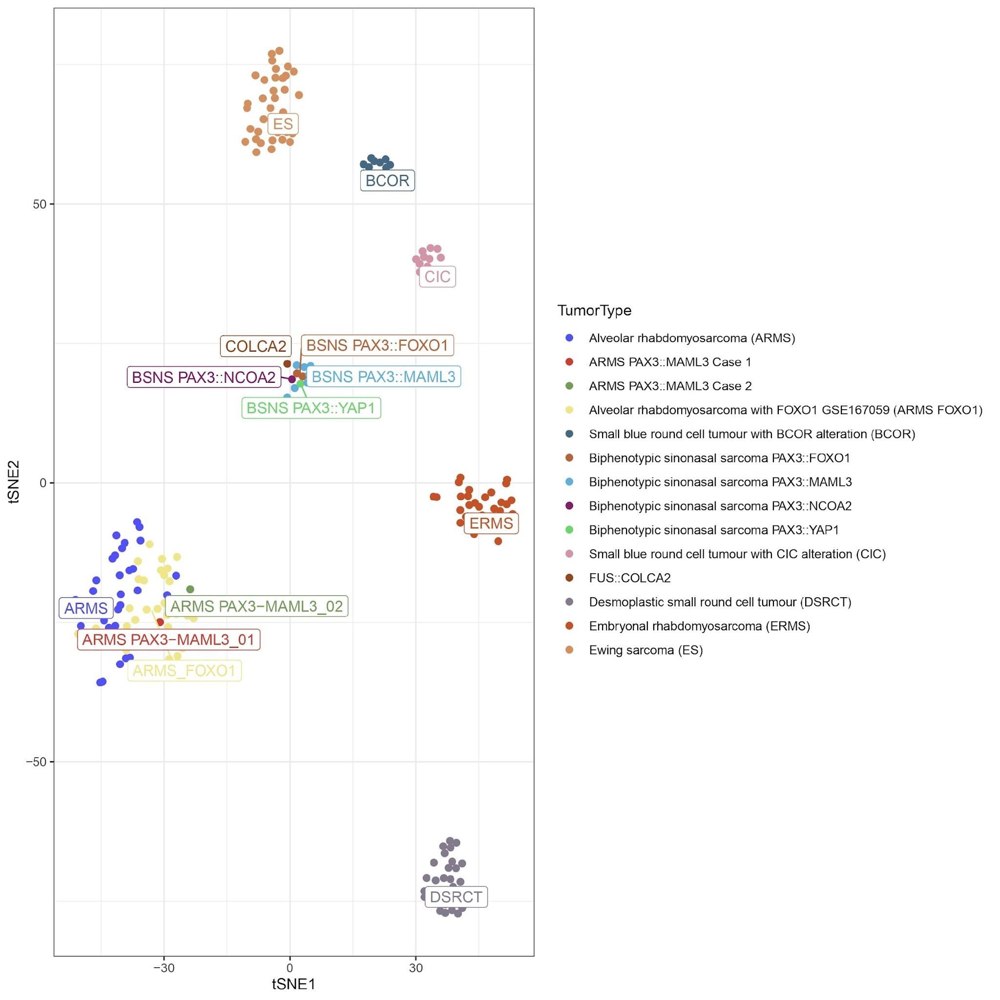 ES
BCOR
50
CIC
COLCA2
BSNS PAX3::FOXO1
BSNS PAX3::NCOA2
BSNS PAX3::MAML3
BSNS PAX3::YAP1
0
tSNE2
ERMS
ARMS
ARMS PAX3−MAML3_02
ARMS PAX3−MAML3_01
ARMS_FOXO1
−50
DSRCT
−30
0
30
tSNE1
TumorType
Alveolar rhabdomyosarcoma (ARMS)
ARMS PAX3::MAML3 Case 1
ARMS PAX3::MAML3 Case 2
Alveolar rhabdomyosarcoma with FOXO1 GSE167059 (ARMS FOXO1)
Small blue round cell tumour with BCOR alteration (BCOR)
Biphenotypic sinonasal sarcoma PAX3::FOXO1
Biphenotypic sinonasal sarcoma PAX3::MAML3
Biphenotypic sinonasal sarcoma PAX3::NCOA2
Biphenotypic sinonasal sarcoma PAX3::YAP1
Small blue round cell tumour with CIC alteration (CIC)
FUS::COLCA2
Desmoplastic small round cell tumour (DSRCT)
Embryonal rhabdomyosarcoma (ERMS)
Ewing sarcoma (ES)